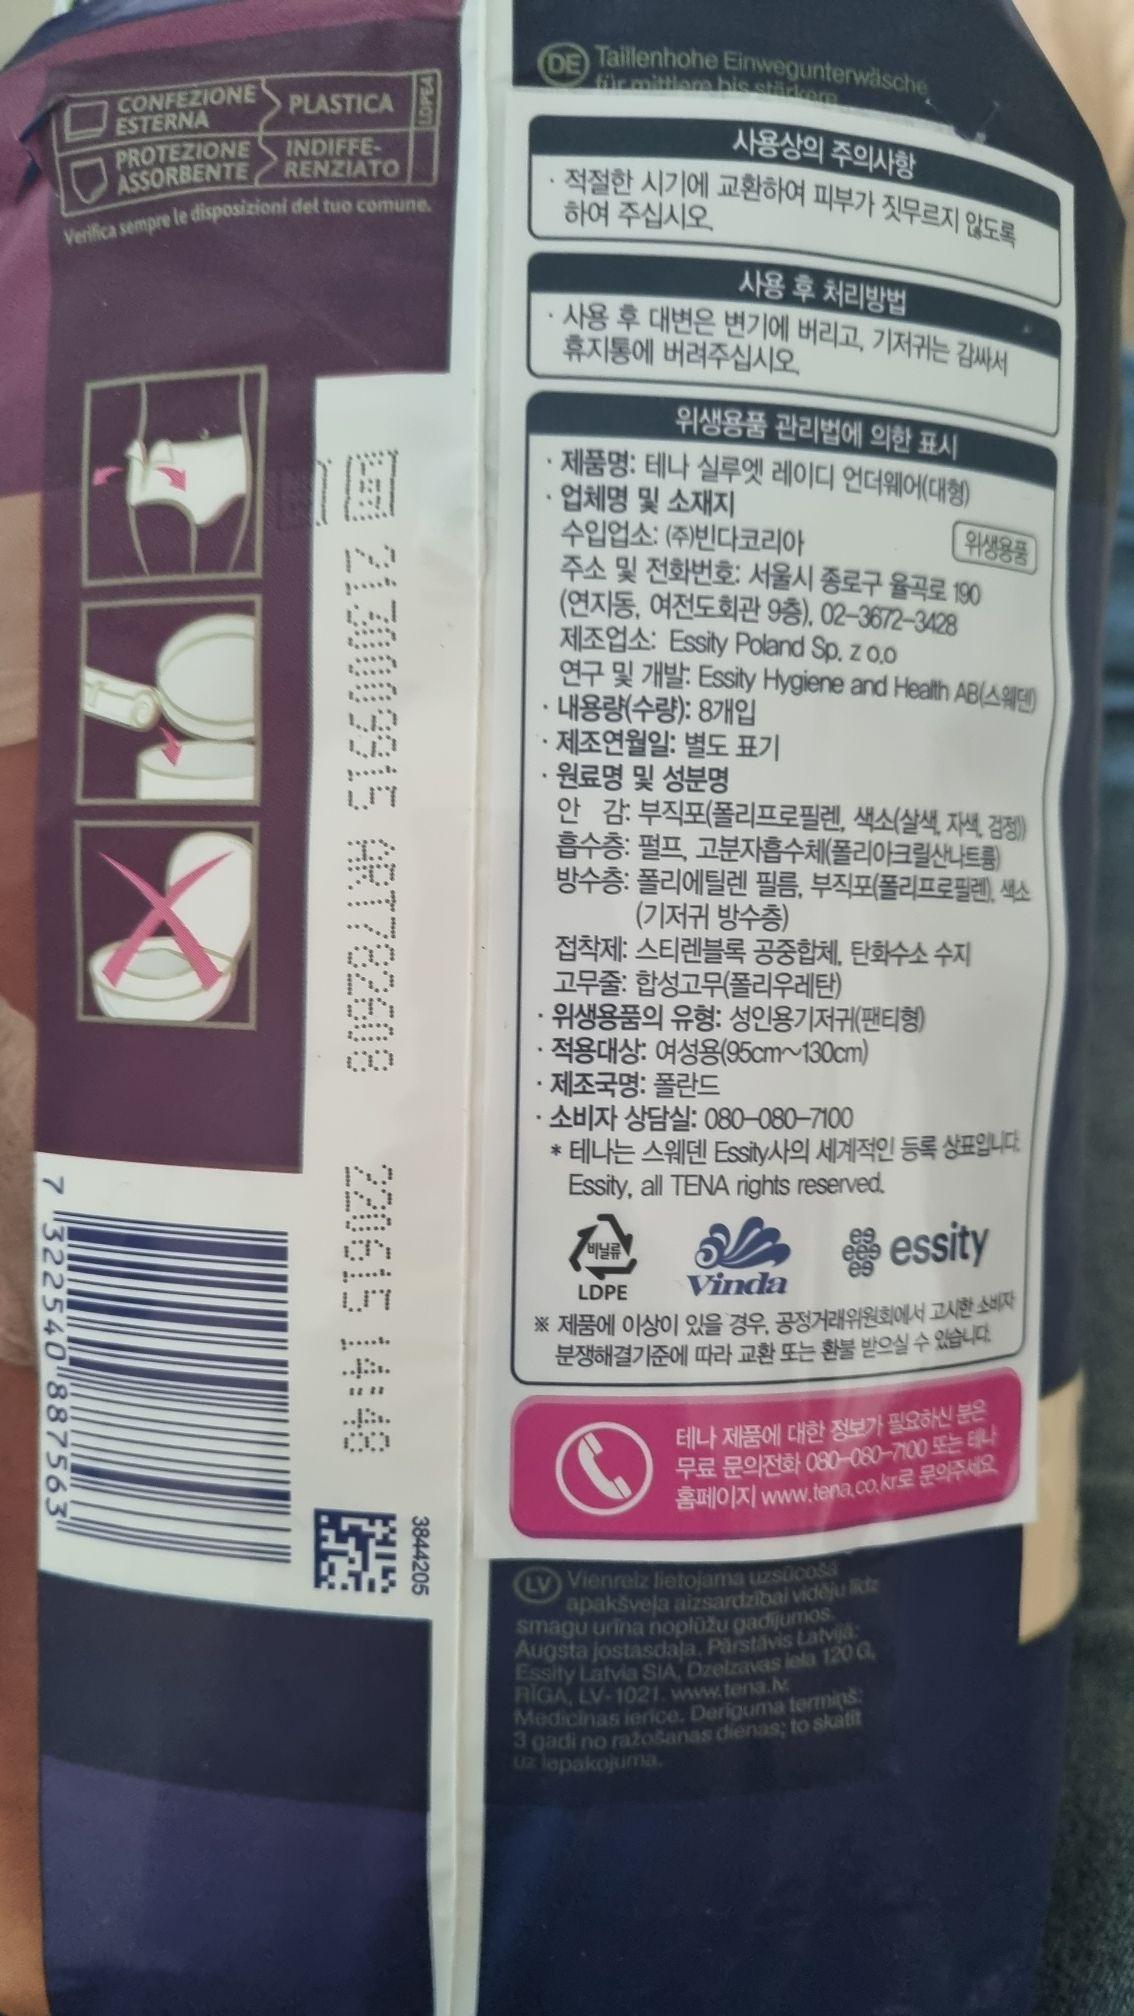 CONFEZIONE
ESTERNA
PLASTICA
LDPE4
PROTEZIONE
ASSORBENTE
INDIFFE-
RENZIATO
Verifica sempre le disposizioni del tuo comune.
21300093915 ART782608
220615 14:48
7 322540 887563
3844205
DE Taillenhohe Einwegunterwäsche
für mittlere bis stärkere
사용상의 주의사항
· 적절한 시기에 교환하여 피부가 짓무르지 않도록
하여 주십시오.
사용 후 처리방법
· 사용 후 대변은 변기에 버리고, 기저귀는 감싸서
휴지통에 버려주십시오.
위생용품 관리법에 의한 표시
· 제품명: 테나 실루엣 레이디 언더웨어(대형)
· 업체명 및 소재지
위생용품
수입업소: (주)빈다코리아
주소 및 전화번호: 서울시 종로구 율곡로 190
(연지동, 여전도회관 9층), 02-3672-3428
제조업소: Essity Poland Sp. z o.o
연구 및 개발: Essity Hygiene and Health AB(스웨덴)
· 내용량(수량): 8개입
· 제조연월일: 별도 표기
· 원료명 및 성분명
안 감: 부직포(폴리프로필렌, 색소(살색, 자색, 검정))
흡수층: 펄프, 고분자흡수체(폴리아크릴산나트륨)
방수층: 폴리에틸렌 필름, 부직포(폴리프로필렌), 색소
(기저귀 방수층)
접착제: 스티렌블록 공중합체, 탄화수소 수지
고무줄: 합성고무(폴리우레탄)
· 위생용품의 유형: 성인용기저귀(팬티형)
· 적용대상: 여성용(95cm~130cm)
· 제조국명: 폴란드
· 소비자 상담실: 080-080-7100
* 테나는 스웨덴 Essity사의 세계적인 등록 상표입니다.
Essity, all TENA rights reserved.
비닐류
LDPE
Vinda
essity
※ 제품에 이상이 있을 경우, 공정거래위원회에서 고시한 소비자
분쟁해결기준에 따라 교환 또는 환불 받으실 수 있습니다.
테나 제품에 대한 정보가 필요하신 분은
무료 문의전화 080-080-7100 또는 테나
홈페이지 www.tena.co.kr로 문의주세요.
LV Vienreiz lietojama uzsūcošā
apakšveļa aizsardzībai vidēju līdz
smagu urīna noplūžu gadījumos.
Augsta jostasdaļa. Pārstāvis Latvijā:
Essity Latvia SIA, Dzelzavas iela 120 G,
RĪGA, LV-1021. www.tena.lv.
Medicīnas ierīce. Derīguma termiņš:
3 gadi no ražošanas dienas; to skatīt
uz iepakojuma.